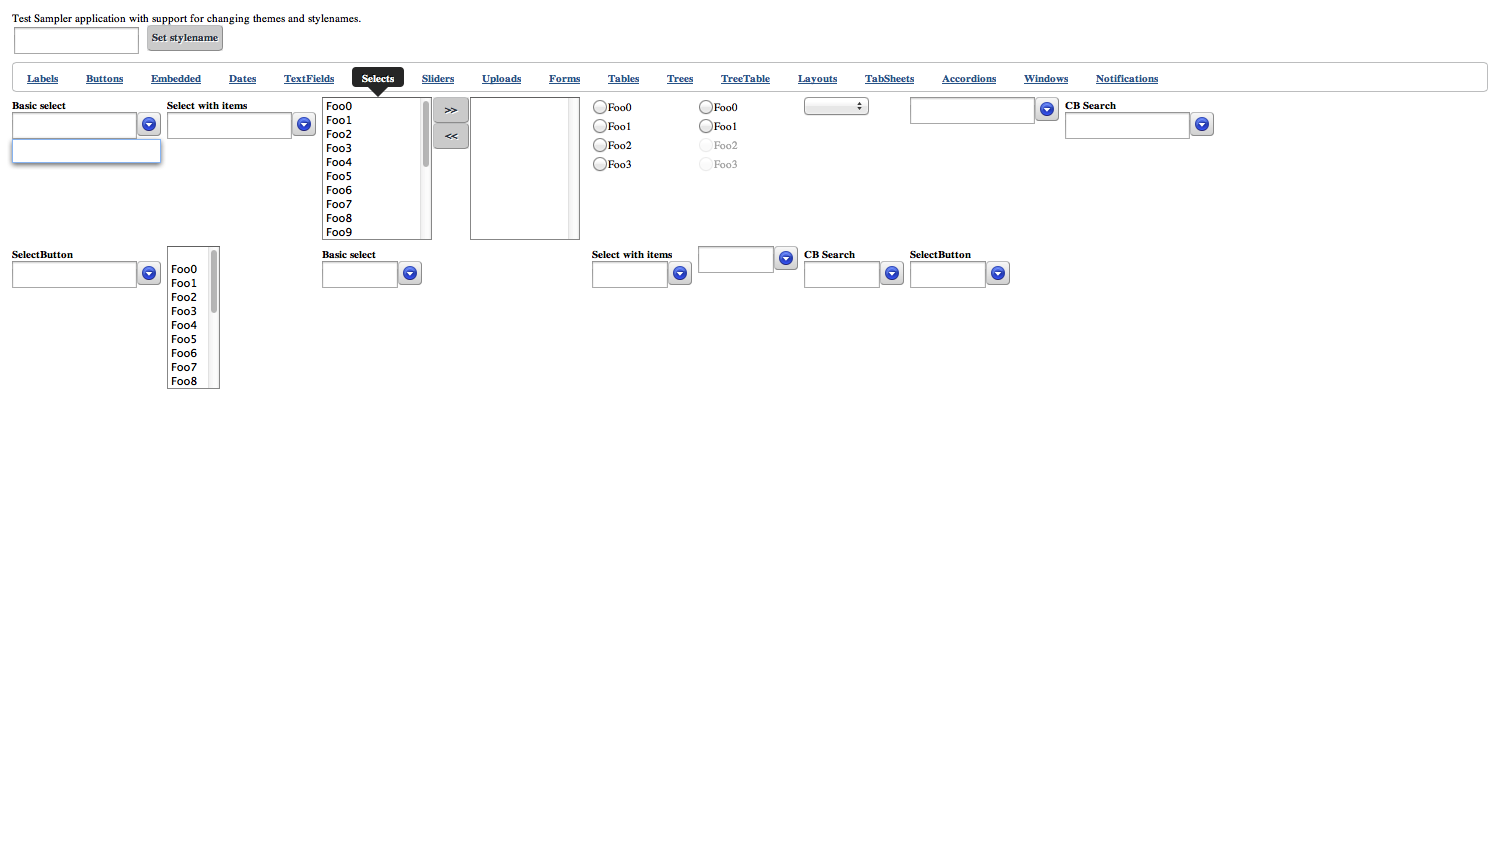 Test Sampler application with support for changing themes and stylenames.
Set stylename
Labels Buttons Embedded Dates TextFields Selects Sliders Uploads Forms Tables Trees TreeTable Layouts TabSheets Accordions Windows Notifications
Basic select
Select with items
Foo0
Foo1
Foo2
Foo3
Foo4
Foo5
Foo6
Foo7
Foo8
Foo9
>>
<<
Foo0
Foo1
Foo2
Foo3
Foo0
Foo1
Foo2
Foo3
CB Search
SelectButton
Foo0
Foo1
Foo2
Foo3
Foo4
Foo5
Foo6
Foo7
Foo8
Basic select
Select with items
CB Search
SelectButton